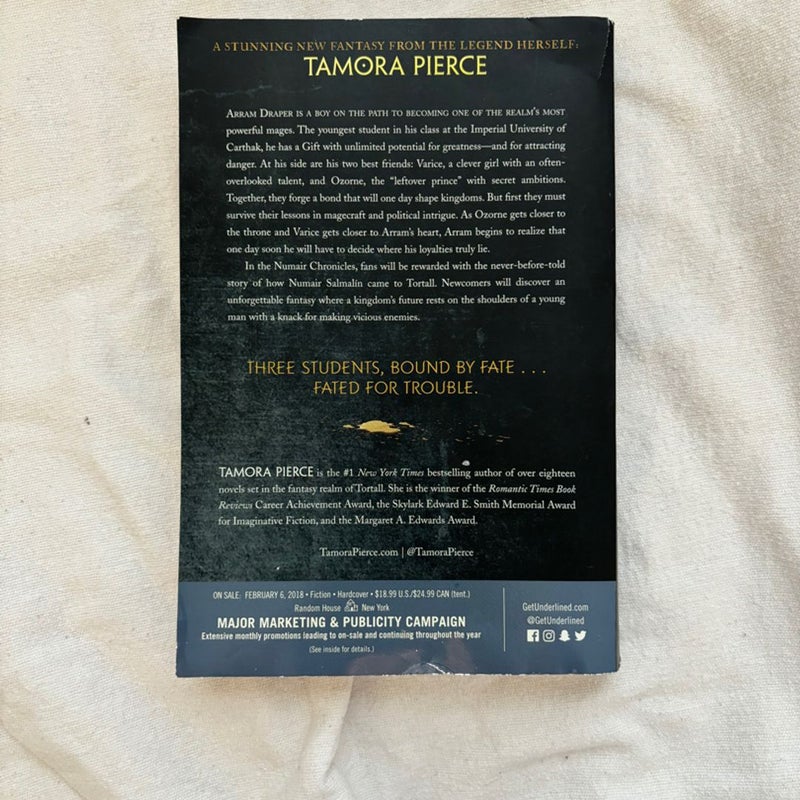 A STUNNING NEW FANTASY FROM THE LEGEND HERSELF:
TAMORA PIERCE
ARRAM DRAPER IS A BOY ON THE PATH TO BECOMING ONE OF THE REALM'S MOST
powerful mages. The youngest student in his class at the Imperial University of
Carthak, he has a Gift with unlimited potential for greatness—and for attracting
danger. At his side are his two best friends: Varice, a clever girl with an often-
overlooked talent, and Ozorne, the "leftover prince" with secret ambitions.
Together, they forge a bond that will one day shape kingdoms. But first they must
survive their lessons in magecraft and political intrigue. As Ozorne gets closer to
the throne and Varice gets closer to Arram's heart, Arram begins to realize that
one day soon he will have to decide where his loyalties truly lie.
In the Numair Chronicles, fans will be rewarded with the never-before-told
story of how Numair Salmalín came to Tortall. Newcomers will discover an
unforgettable fantasy where a kingdom's future rests on the shoulders of a young
man with a knack for making vicious enemies.
THREE STUDENTS, BOUND BY FATE . . .
FATED FOR TROUBLE.
TAMORA PIERCE is the #1 New York Times bestselling author of over eighteen
novels set in the fantasy realm of Tortall. She is the winner of the Romantic Times Book
Reviews Career Achievement Award, the Skylark Edward E. Smith Memorial Award
for Imaginative Fiction, and the Margaret A. Edwards Award.
TamoraPierce.com | @TamoraPierce
ON SALE: FEBRUARY 6, 2018 • Fiction • Hardcover • $18.99 U.S./$24.99 CAN (tent.)
Random House New York
MAJOR MARKETING & PUBLICITY CAMPAIGN
Extensive monthly promotions leading to on-sale and continuing throughout the year
(See inside for details.)
GetUnderlined.com
@GetUnderlined